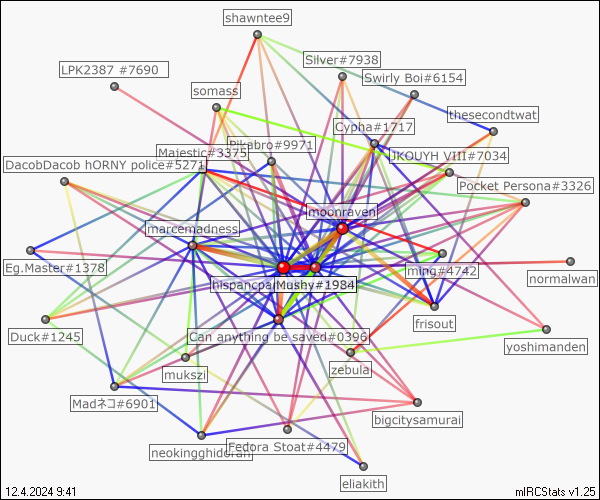 shawntee9
Silver#7938
LPK2387 #7690
Swirly Boi#6154
somass
thesecondtwat
Cypha#1717
Pikabro#9971
Majestic#3375
JKOUYH VIII#7034
DacobDacob hORNY police#5271
Pocket Persona#3326
moonraven
marcemadness
Eg.Master#1378
ming#4742
normalwan
hispancpa
Mushy#1984
frisout
Duck#1245
Can anything be saved#0396
yoshimanden
zebula
mukszi
Madネコ#6901
bigcitysamurai
Fedora Stoat#4479
neokingghidorah
eliakith
12.4.2024 9:41
mIRCStats v1.25